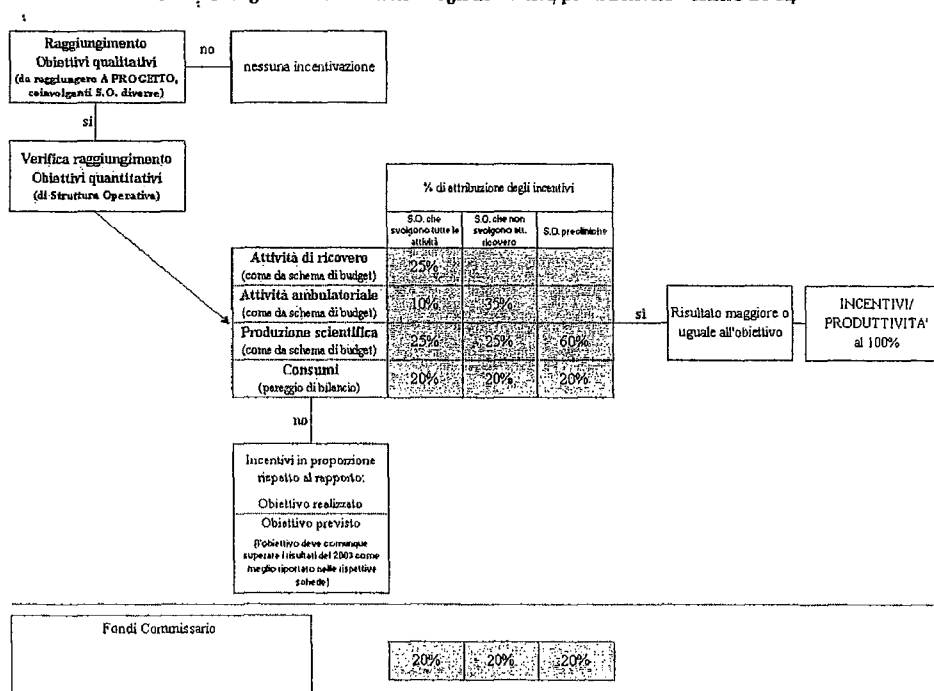 Raggiungimento
Obiettivi qualitativi
(da raggiungere A PROGETTO,
coinvolganti S.O. diverse)
no
nessuna incentivazione
si
Verifica raggiungimento
Obiettivi quantitativi
(di Struttura Operativa)
% di attribuzione degli incentivi
S.O. che
svolgono tutte le
attività
S.O. che non
svolgono att.
ricovero
S.O. precliniche
Attività di ricovero
(come da schema di budget)
25%
Attività ambulatoriale
(come da schema di budget)
10%
35%
Produzione scientifica
(come da schema di budget)
25%
25%
60%
Consumi
(pareggio di bilancio)
20%
20%
20%
sì
Risultato maggiore o
uguale all'obiettivo
INCENTIVI/
PRODUTTIVITA'
al 100%
no
Incentivi in proporzione
rispetto al rapporto:
Obiettivo realizzato
Obiettivo previsto
(l'obiettivo deve comunque
superare i risultati del 2003 come
meglio riportato nelle rispettive
schede)
Fondi Commissario
20%
20%
20%